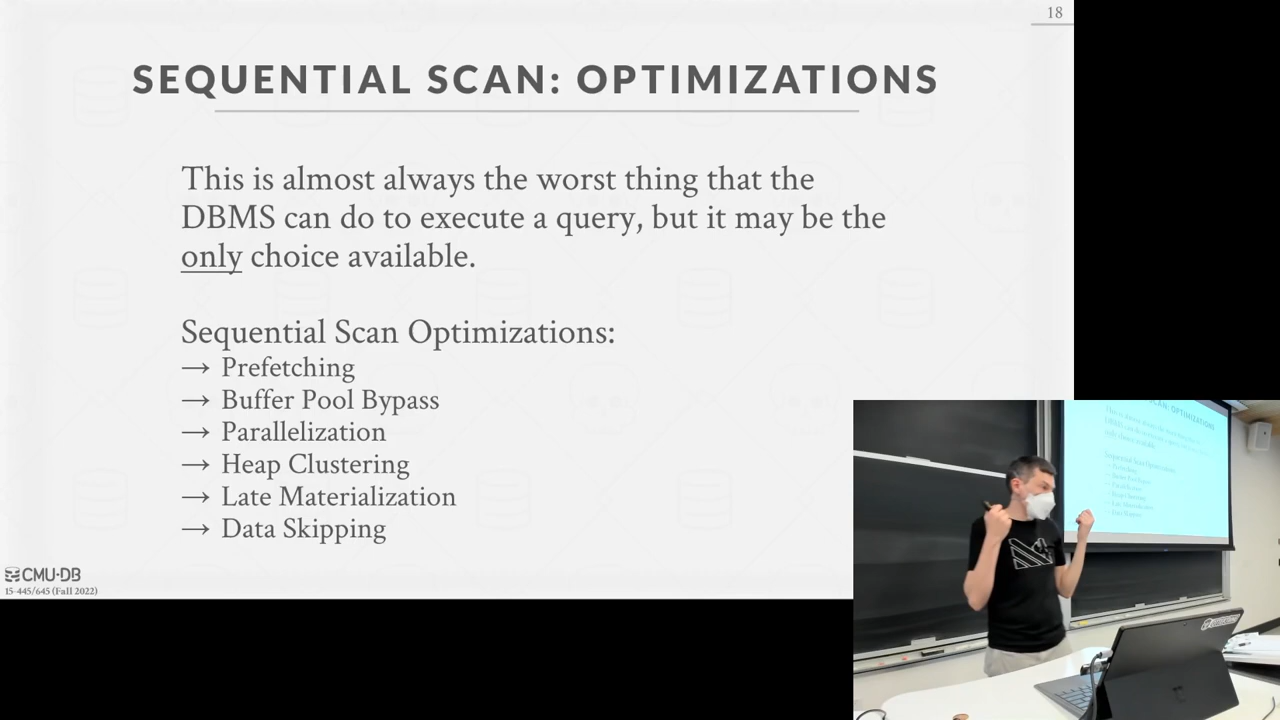 18
SEQUENTIAL SCAN: OPTIMIZATIONS
This is almost always the worst thing that the
DBMS can do to execute a query, but it may be the
only choice available.
Sequential Scan Optimizations:
→ Prefetching
→ Buffer Pool Bypass
→ Parallelization
→ Heap Clustering
→ Late Materialization
→ Data Skipping
CMU·DB
15-445/645 (Fall 2022)